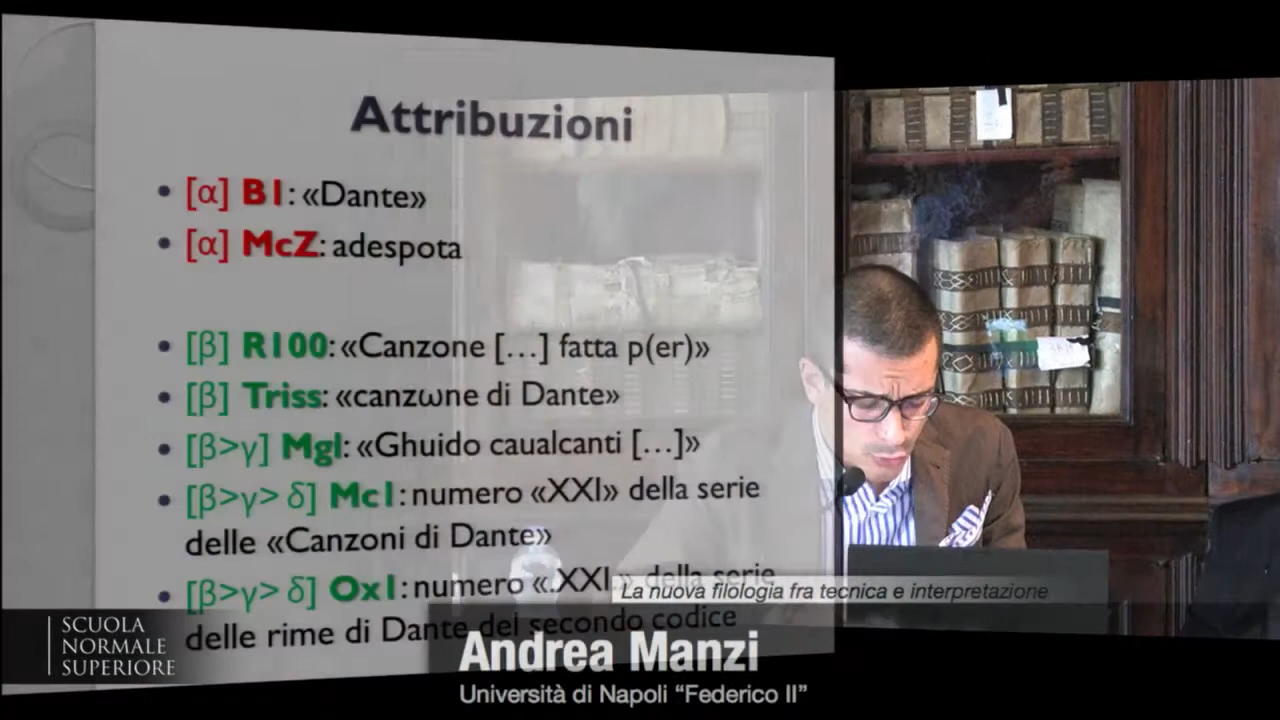 Attribuzioni
• [α] B1: «Dante»
• [α] McZ: adespota
• [β] R100: «Canzone [...] fatta p(er)»
• [β] Triss: «canzωne di Dante»
• [β>γ] Mgl: «Ghuido caualcanti [...]»
• [β>γ> δ] Mc1: numero «XXI» della serie
delle «Canzoni di Dante»
• [β>γ> δ] Ox1: numero «.XXI.» della serie
delle rime di Dante del secondo codice
La nuova filologia fra tecnica e interpretazione
SCUOLA
NORMALE
SUPERIORE
Andrea Manzi
Università di Napoli “Federico II”